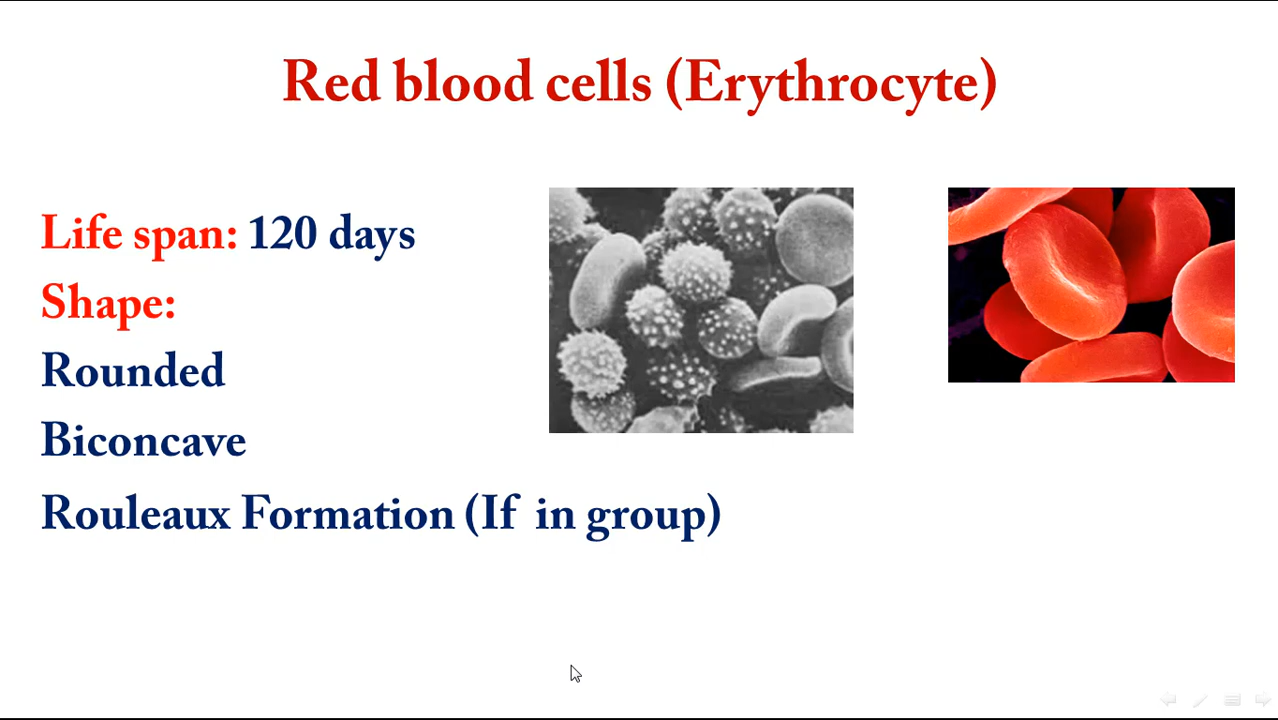 Red blood cells (Erythrocyte)
Life span: 120 days
Shape:
Rounded
Biconcave
Rouleaux Formation (If in group)